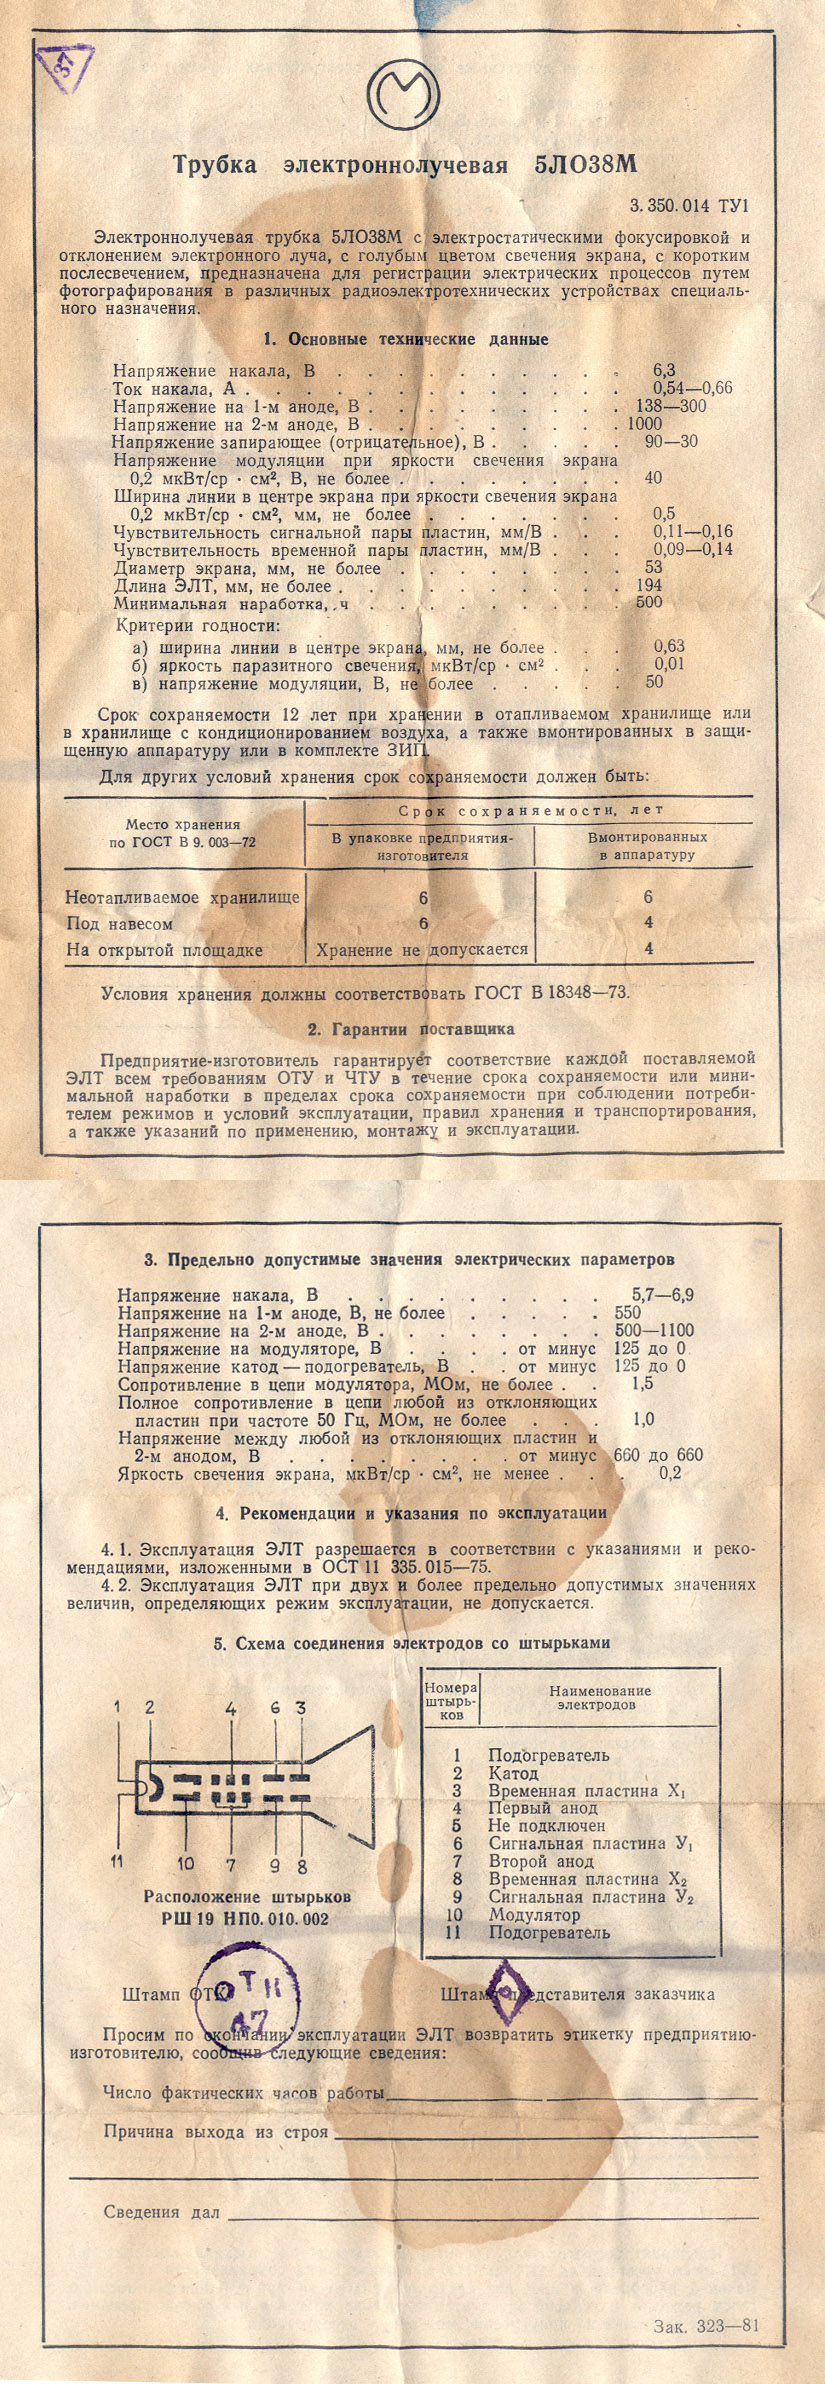 37
М
Трубка электроннолучевая 5ЛО38М
3.350.014 ТУ1
Электроннолучевая трубка 5ЛО38М с электростатическими фокусировкой и
отклонением электронного луча, с голубым цветом свечения экрана, с коротким
послесвечением, предназначена для регистрации электрических процессов путем
фотографирования в различных радиоэлектротехнических устройствах специаль-
ного назначения.
1. Основные технические данные
Напряжение накала, В . . . . . . . . . . 6,3
Ток накала, А . . . . . . . . . . . . 0,54—0,66
Напряжение на 1-м аноде, В . . . . . . . . . 138—300
Напряжение на 2-м аноде, В . . . . . . . . . 1000
Напряжение запирающее (отрицательное), В . . . . . 90—30
Напряжение модуляции при яркости свечения экрана
0,2 мкВт/ср · см², В, не более . . . . . . . . 40
Ширина линии в центре экрана при яркости свечения экрана
0,2 мкВт/ср · см², мм, не более . . . . . . . 0,5
Чувствительность сигнальной пары пластин, мм/В . . . 0,11—0,16
Чувствительность временной пары пластин, мм/В . . . 0,09—0,14
Диаметр экрана, мм, не более . . . . . . . . 53
Длина ЭЛТ, мм, не более . . . . . . . . . . 194
Минимальная наработка, ч . . . . . . . . . 500
Критерии годности:
а) ширина линии в центре экрана, мм, не более . . . 0,63
б) яркость паразитного свечения, мкВт/ср · см² . . . 0,01
в) напряжение модуляции, В, не более . . . . . 50
Срок сохраняемости 12 лет при хранении в отапливаемом хранилище или
в хранилище с кондиционированием воздуха, а также вмонтированных в защи-
щенную аппаратуру или в комплекте ЗИП.
Для других условий хранения срок сохраняемости должен быть:
Место хранения
по ГОСТ В 9. 003—72
Срок сохраняемости, лет
В упаковке предприятия-
изготовителя
Вмонтированных
в аппаратуру
Неотапливаемое хранилище 6 6
Под навесом 6 4
На открытой площадке Хранение не допускается 4
Условия хранения должны соответствовать ГОСТ В 18348—73.
2. Гарантии поставщика
Предприятие-изготовитель гарантирует соответствие каждой поставляемой
ЭЛТ всем требованиям ОТУ и ЧТУ в течение срока сохраняемости или мини-
мальной наработки в пределах срока сохраняемости при соблюдении потреби-
телем режимов и условий эксплуатации, правил хранения и транспортирования,
а также указаний по применению, монтажу и эксплуатации.
3. Предельно допустимые значения электрических параметров
Напряжение накала, В . . . . . . . . . 5,7—6,9
Напряжение на 1-м аноде, В, не более . . . . . 550
Напряжение на 2-м аноде, В . . . . . . . . 500—1100
Напряжение на модуляторе, В . . . . от минус 125 до 0
Напряжение катод — подогреватель, В . . от минус 125 до 0
Сопротивление в цепи модулятора, МОм, не более . . 1,5
Полное сопротивление в цепи любой из отклоняющих
пластин при частоте 50 Гц, МОм, не более . . . 1,0
Напряжение между любой из отклоняющих пластин и
2-м анодом, В . . . . . . . . от минус 660 до 660
Яркость свечения экрана, мкВт/ср · см², не менее . . . 0,2
4. Рекомендации и указания по эксплуатации
4. 1. Эксплуатация ЭЛТ разрешается в соответствии с указаниями и реко-
мендациями, изложенными в ОСТ 11 335.015—75.
4. 2. Эксплуатация ЭЛТ при двух и более предельно допустимых значениях
величин, определяющих режим эксплуатации, не допускается.
5. Схема соединения электродов со штырьками
1 2 4 6 3
11 10 7 9 8
Расположение штырьков
РШ 19 НП0. 010. 002
Номера
штырь-
ков
Наименование
электродов
1 Подогреватель
2 Катод
3 Временная пластина X₁
4 Первый анод
5 Не подключен
6 Сигнальная пластина У₁
7 Второй анод
8 Временная пластина X₂
9 Сигнальная пластина У₂
10 Модулятор
11 Подогреватель
Штамп ОТК
ОТК
47
Штамп представителя заказчика
Просим по окончании эксплуатации ЭЛТ возвратить этикетку предприятию-
изготовителю, сообщив следующие сведения:
Число фактических часов работы
Причина выхода из строя
Сведения дал
Зак. 323—81